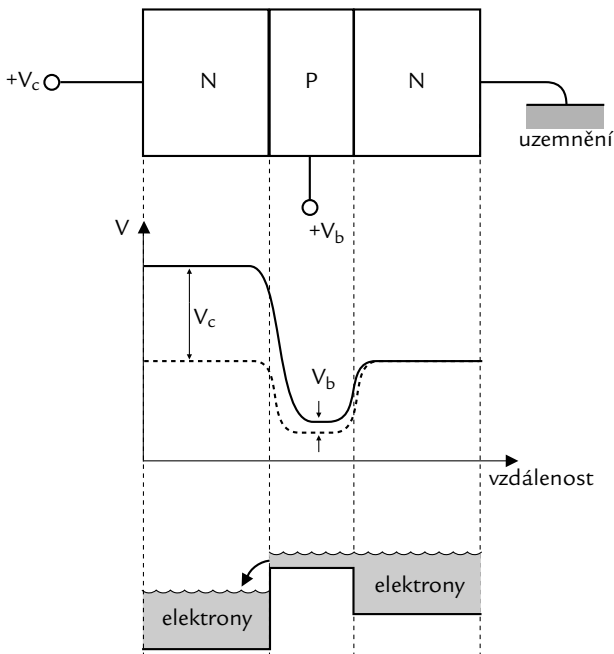 +Vc
N
P
N
uzemnění
+Vb
V
Vc
Vb
vzdálenost
elektrony
elektrony